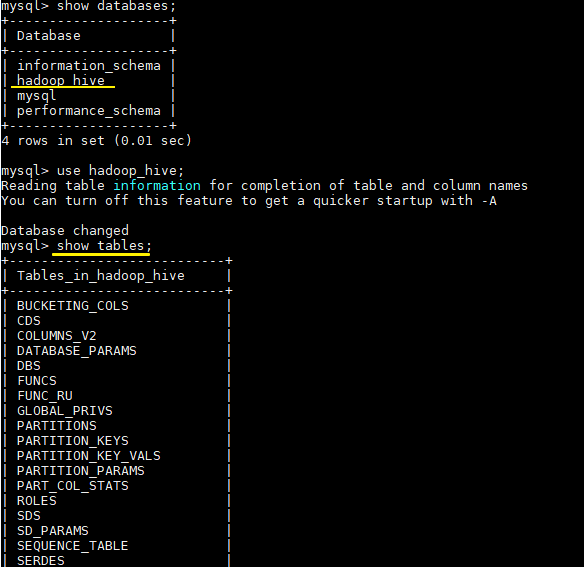 mysql> show databases;
+--------------------+
| Database           |
+--------------------+
| information_schema |
| hadoop_hive        |
| mysql              |
| performance_schema |
+--------------------+
4 rows in set (0.01 sec)

mysql> use hadoop_hive;
Reading table information for completion of table and column names
You can turn off this feature to get a quicker startup with -A

Database changed
mysql> show tables;
+---------------------------+
| Tables_in_hadoop_hive     |
+---------------------------+
| BUCKETING_COLS            |
| CDS                       |
| COLUMNS_V2                |
| DATABASE_PARAMS           |
| DBS                       |
| FUNCS                     |
| FUNC_RU                   |
| GLOBAL_PRIVS              |
| PARTITIONS                |
| PARTITION_KEYS            |
| PARTITION_KEY_VALS        |
| PARTITION_PARAMS          |
| PART_COL_STATS            |
| ROLES                     |
| SDS                       |
| SD_PARAMS                 |
| SEQUENCE_TABLE            |
| SERDES                    |